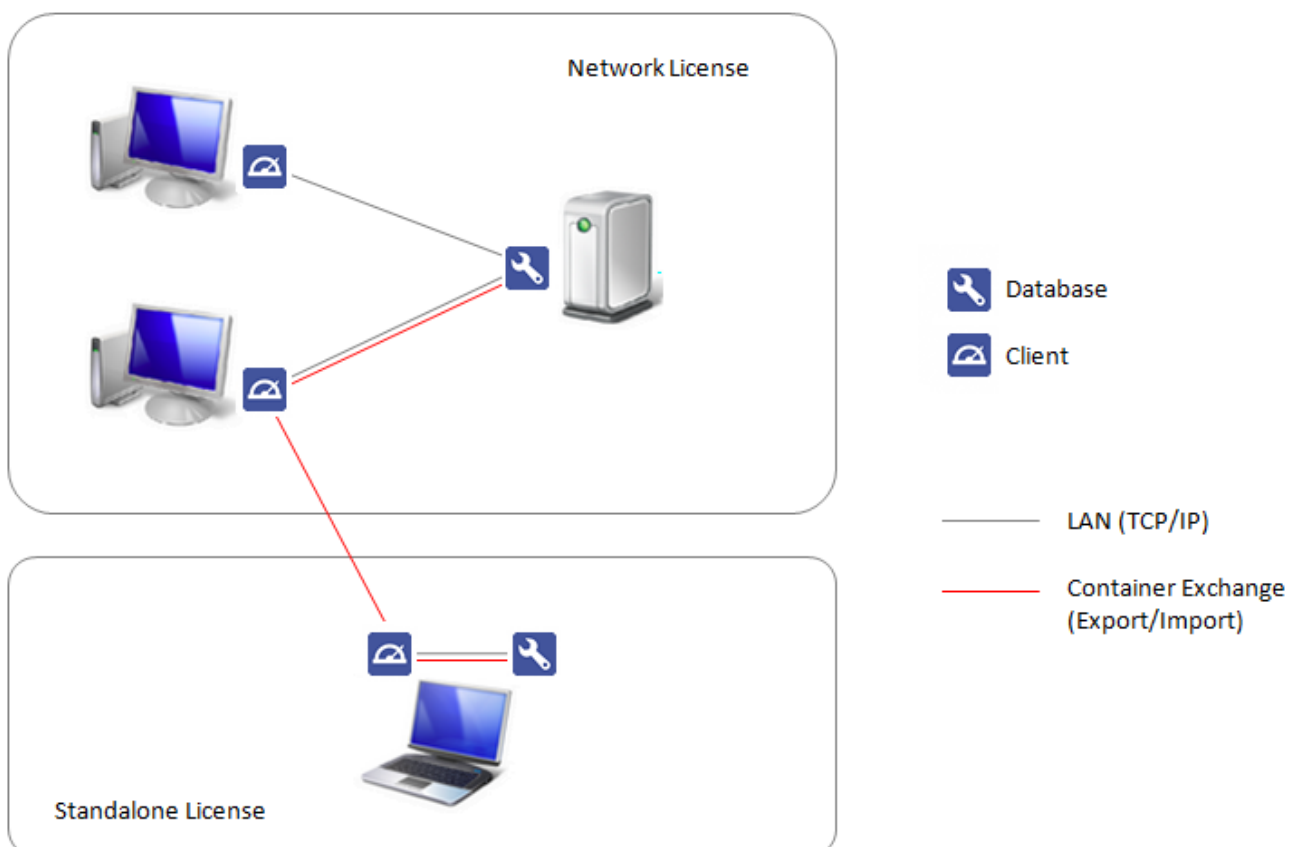 Network License
Database
Client
LAN (TCP/IP)
Container Exchange
(Export/Import)
Standalone License